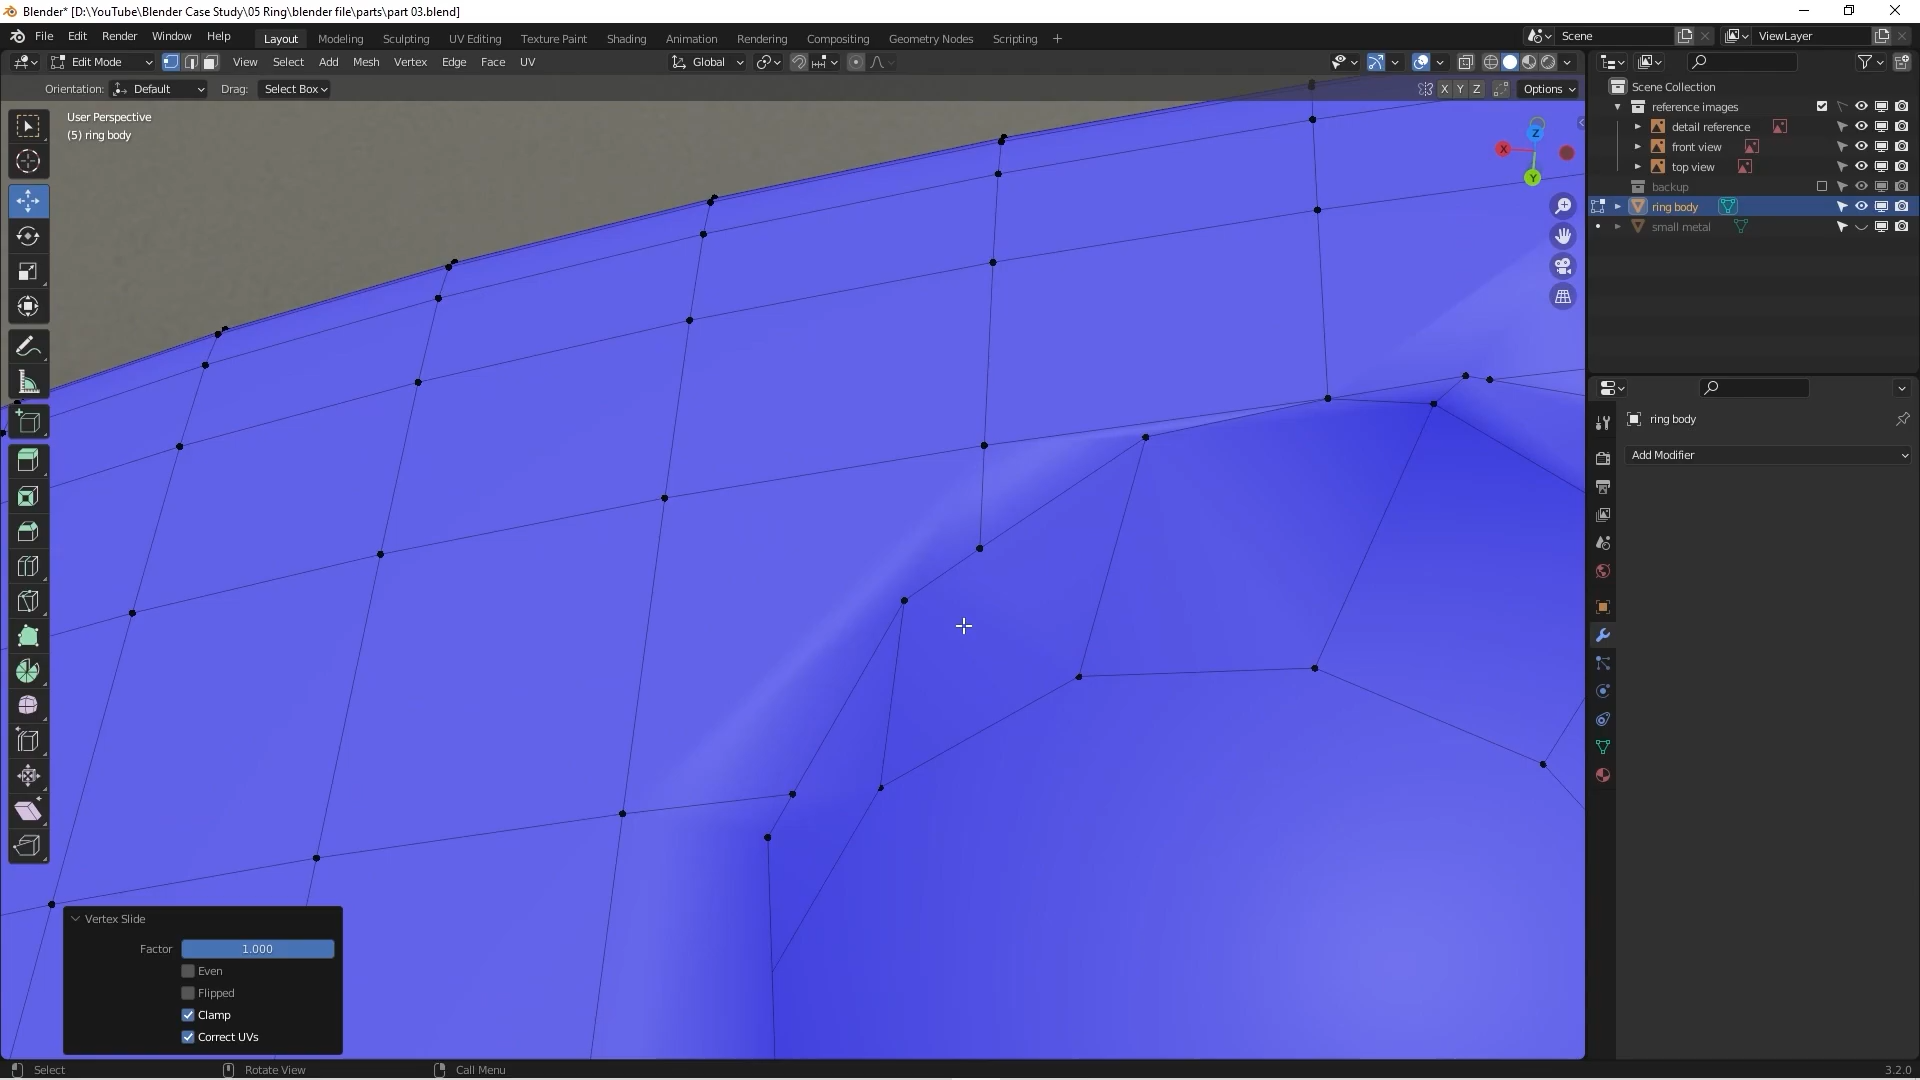 Blender* [D:\YouTube\Blender Case Study\05 Ring\blender file\parts\part 03.blend]
File Edit Render Window Help
Layout Modeling Sculpting UV Editing Texture Paint Shading Animation Rendering Compositing Geometry Nodes Scripting +
Scene
ViewLayer
Edit Mode View Select Add Mesh Vertex Edge Face UV
Global
Orientation: Default Drag: Select Box
X Y Z Options
User Perspective
(5) ring body
Z
X
Y
Scene Collection
reference images
detail reference
front view
top view
backup
ring body
small metal
ring body
Add Modifier
Vertex Slide
Factor 1.000
Even
Flipped
Clamp
Correct UVs
Select Rotate View Call Menu
3.2.0